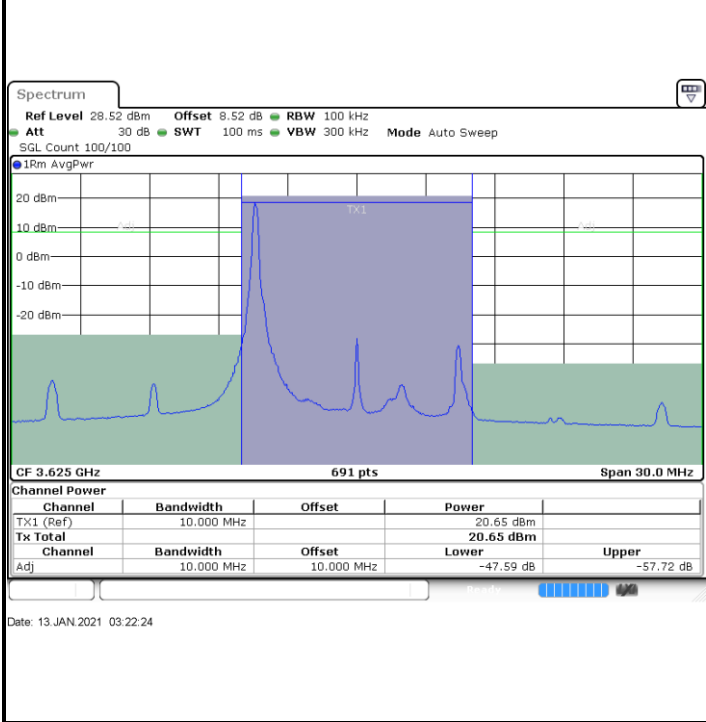 Spectrum
Ref Level 28.52 dBm Offset 8.52 dB RBW 100 kHz
Att 30 dB SWT 100 ms VBW 300 kHz Mode Auto Sweep
SGL Count 100/100
1Rm AvgPwr
20 dBm
TX1
10 dBm Adj Adj
0 dBm
-10 dBm
-20 dBm
CF 3.625 GHz 691 pts Span 30.0 MHz
Channel Power
Channel Bandwidth Offset Power
TX1 (Ref) 10.000 MHz 20.65 dBm
Tx Total 20.65 dBm
Channel Bandwidth Offset Lower Upper
Adj 10.000 MHz 10.000 MHz -47.59 dB -57.72 dB
Ready
Date: 13.JAN.2021 03:22:24